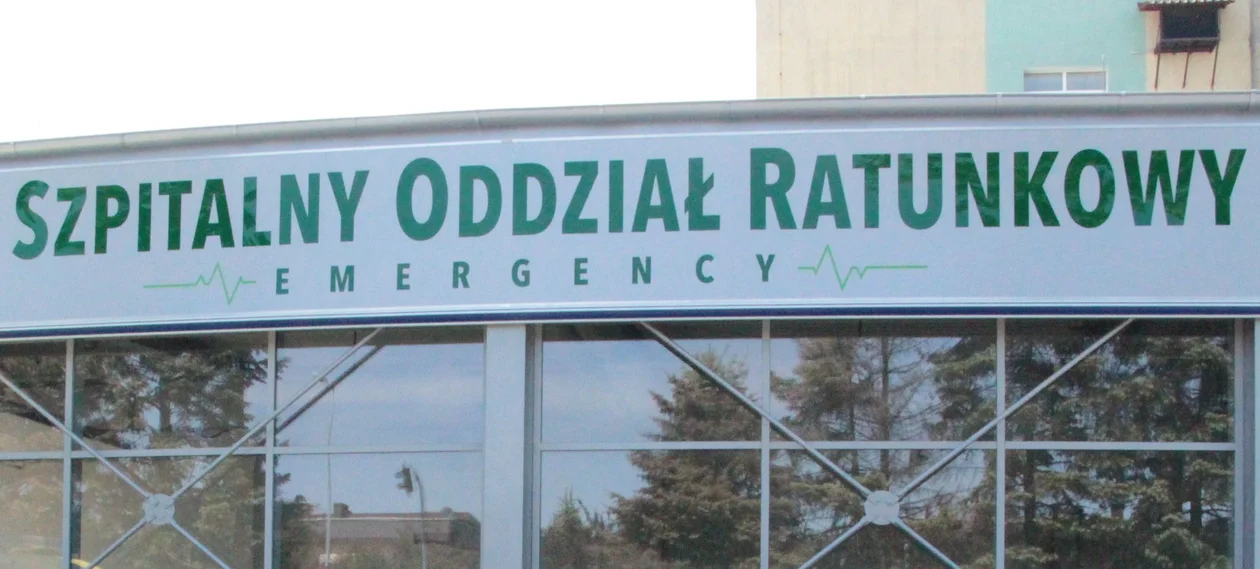 SZPITALNY ODDZIAŁ RATUNKOWY
EMERGENCY